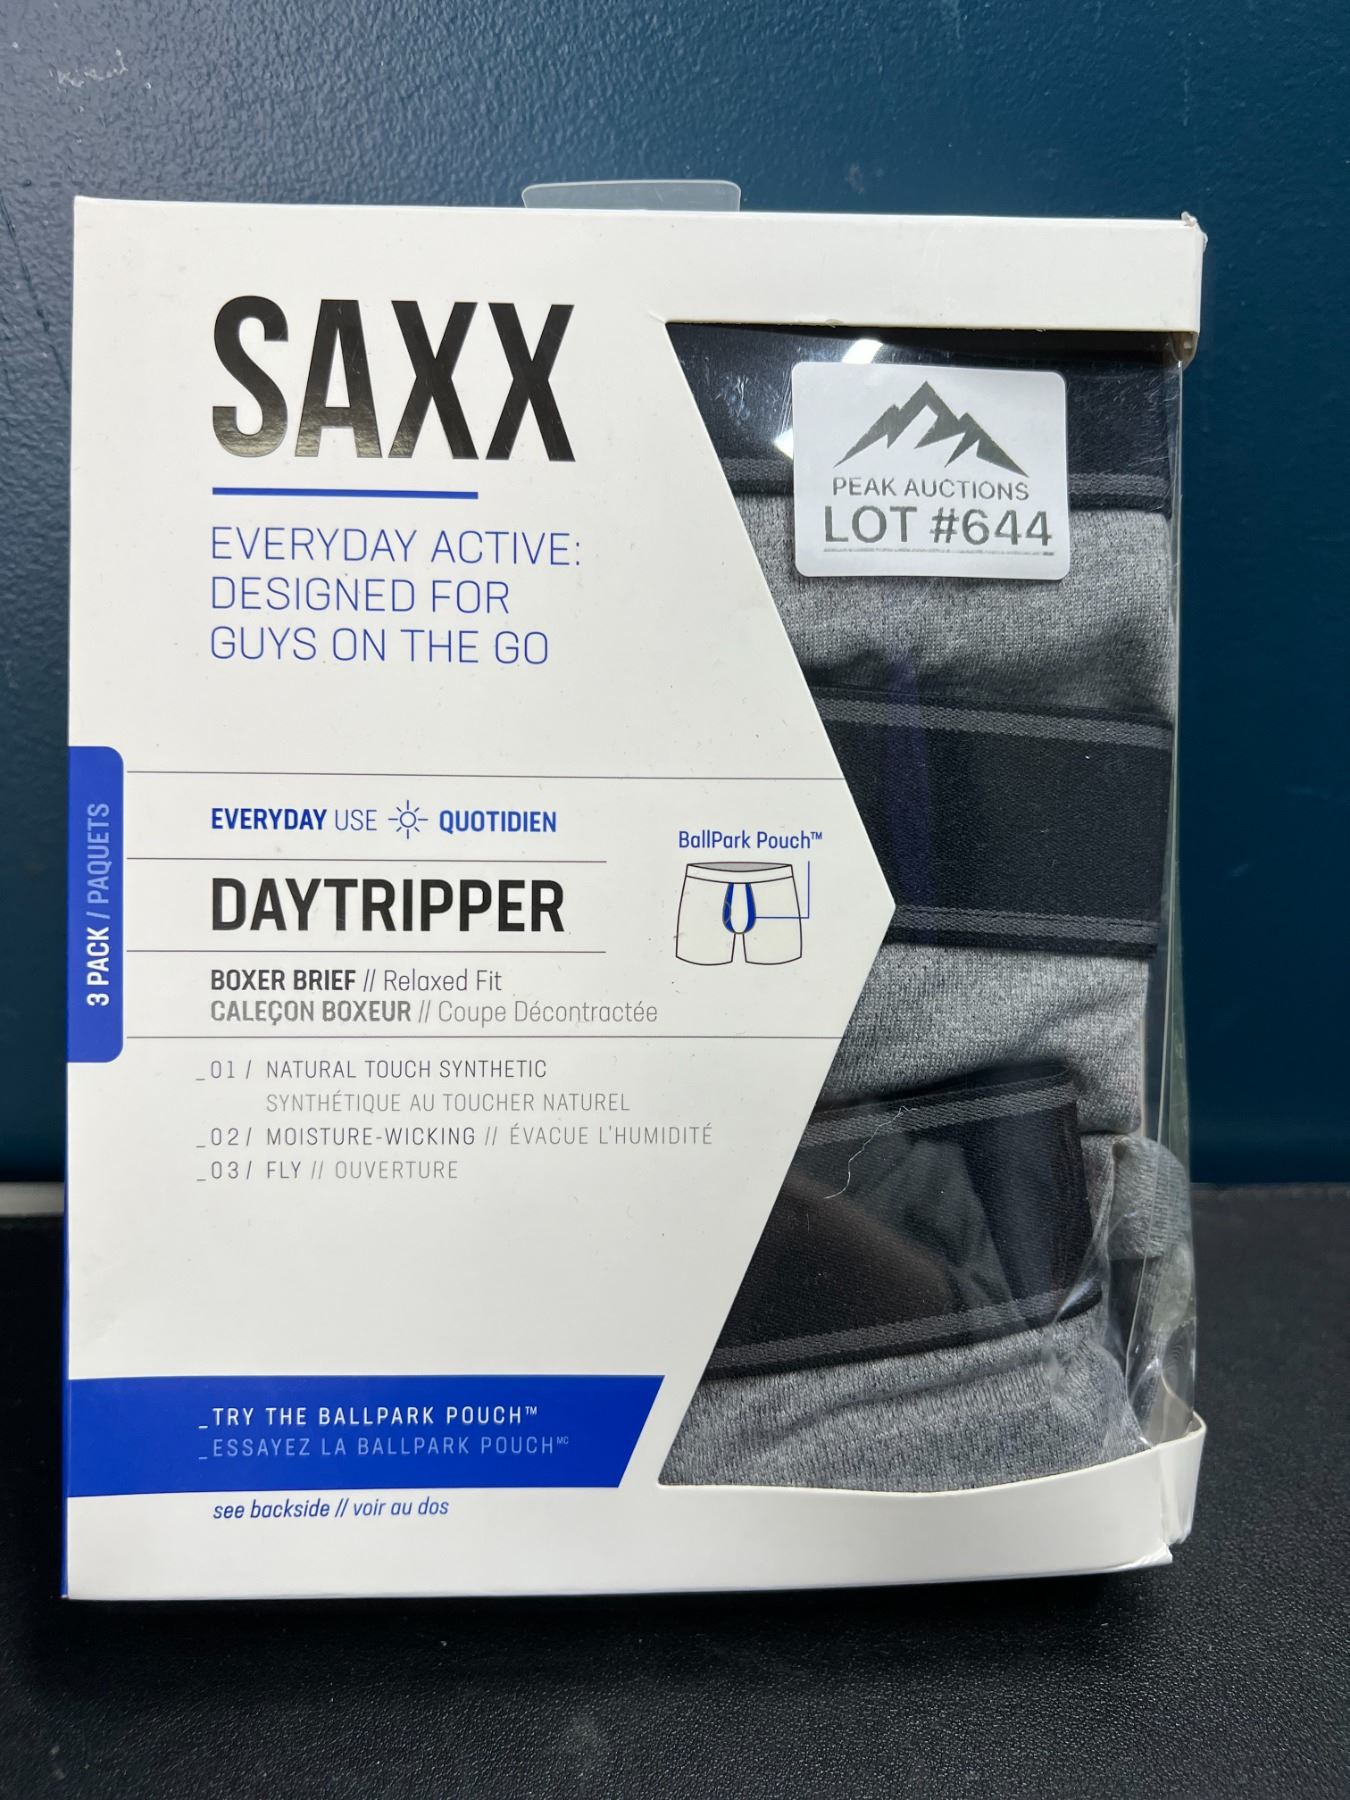 SAXX
EVERYDAY ACTIVE:
DESIGNED FOR
GUYS ON THE GO
PEAK AUCTIONS
LOT #644
3 PACK / PAQUETS
EVERYDAY USE QUOTIDIEN
DAYTRIPPER
BOXER BRIEF // Relaxed Fit
CALEÇON BOXEUR // Coupe Décontractée
BallPark Pouch™
_01/ NATURAL TOUCH SYNTHETIC
SYNTHÉTIQUE AU TOUCHER NATUREL
_02/ MOISTURE-WICKING // ÉVACUE L'HUMIDITÉ
_03/ FLY // OUVERTURE
_TRY THE BALLPARK POUCH™
_ESSAYEZ LA BALLPARK POUCH MC
see backside // voir au dos